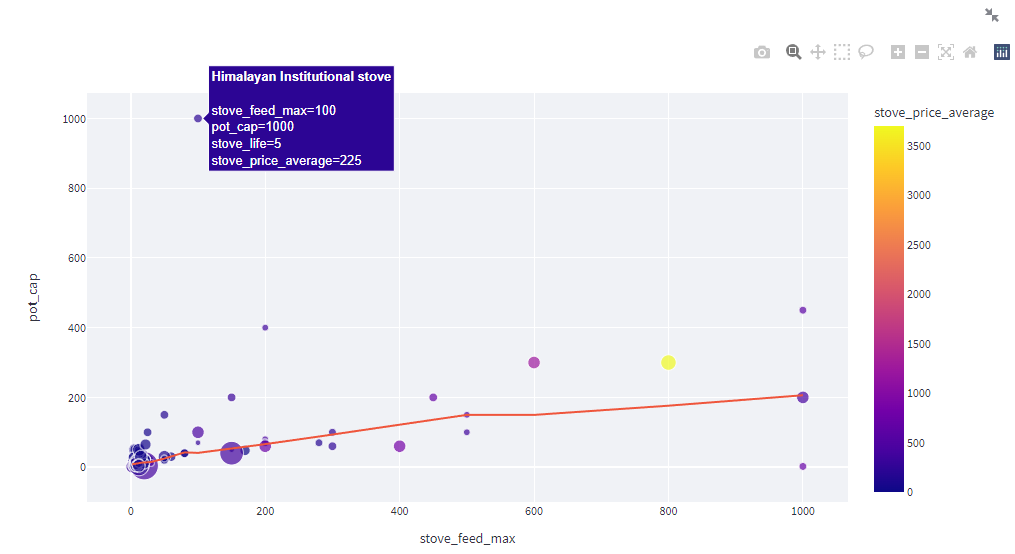 Himalayan Institutional stove
stove_feed_max=100
pot_cap=1000
stove_life=5
stove_price_average=225
stove_price_average
3500
3000
2500
2000
1500
1000
500
0
pot_cap
1000
800
600
400
200
0
0
200
400
600
800
1000
stove_feed_max